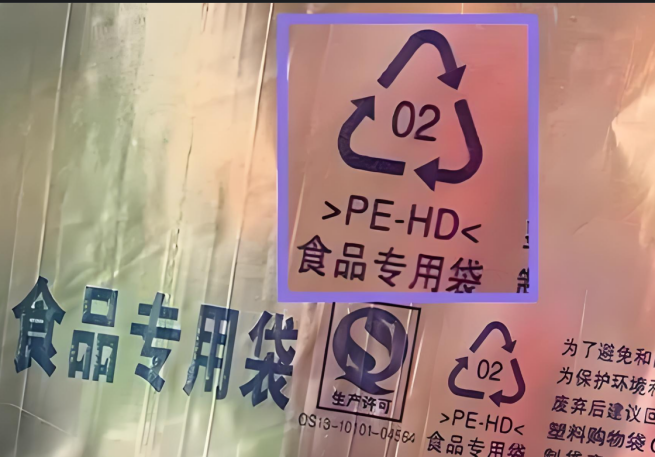 02
>PE-HD<
食品专用袋
食品专用袋
生产许可
QS13-10101-04564
02
>PE-HD<
食品专用袋
为了避免和
为保护环境和
废弃后建议回
塑料购物袋